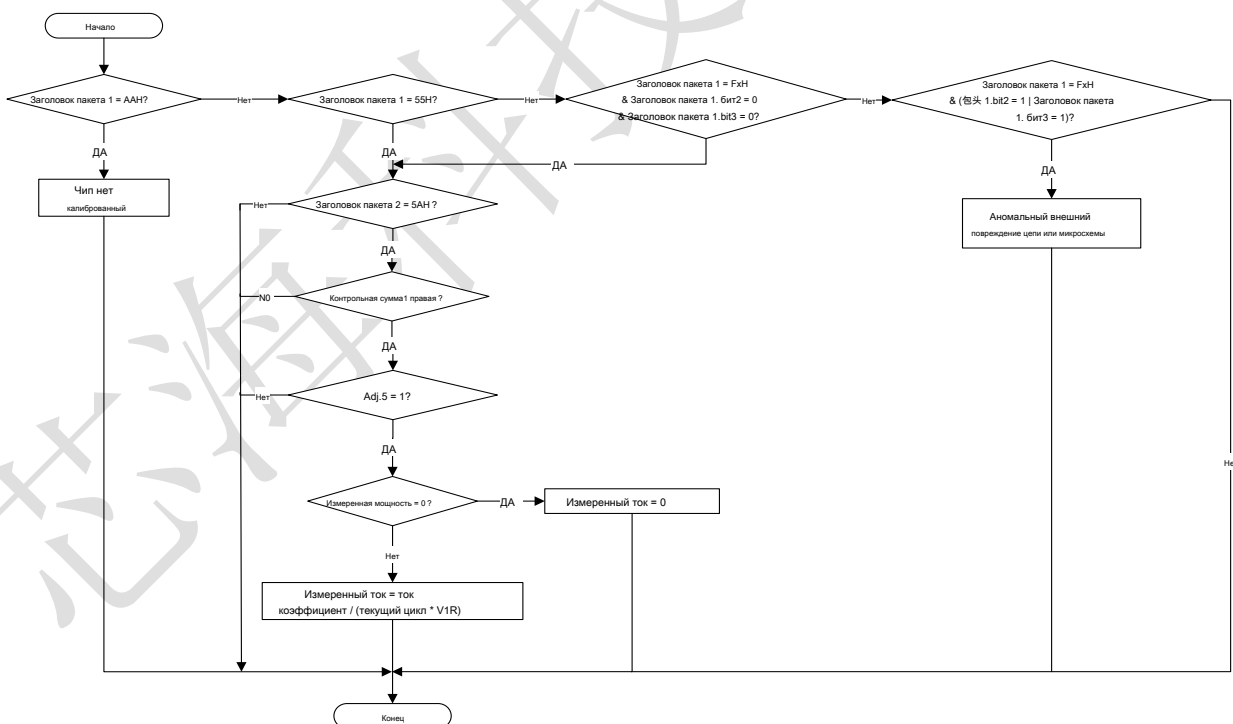 Начало
Заголовок пакета 1 = AAH?
Нет
Заголовок пакета 1 = 55H?
Нет
Заголовок пакета 1 = FxH
& Заголовок пакета 1. бит2 = 0
& Заголовок пакета 1.bit3 = 0?
Нет
Заголовок пакета 1 = FxH
& (包头 1.bit2 = 1 | Заголовок пакета
1. бит3 = 1)?
ДА
ДА
ДА
ДА
Чип нет
калиброванный
Нет
Заголовок пакета 2 = 5AH ?
Аномальный внешний
повреждение цепи или микросхемы
ДА
N0
Контрольная сумма1 правая ?
ДА
Нет
Adj.5 = 1?
ДА
Не
Измеренная мощность = 0 ?
ДА
Измеренный ток = 0
Нет
Измеренный ток = ток
коэффициент / (текущий цикл * V1R)
Конец
芯海科技